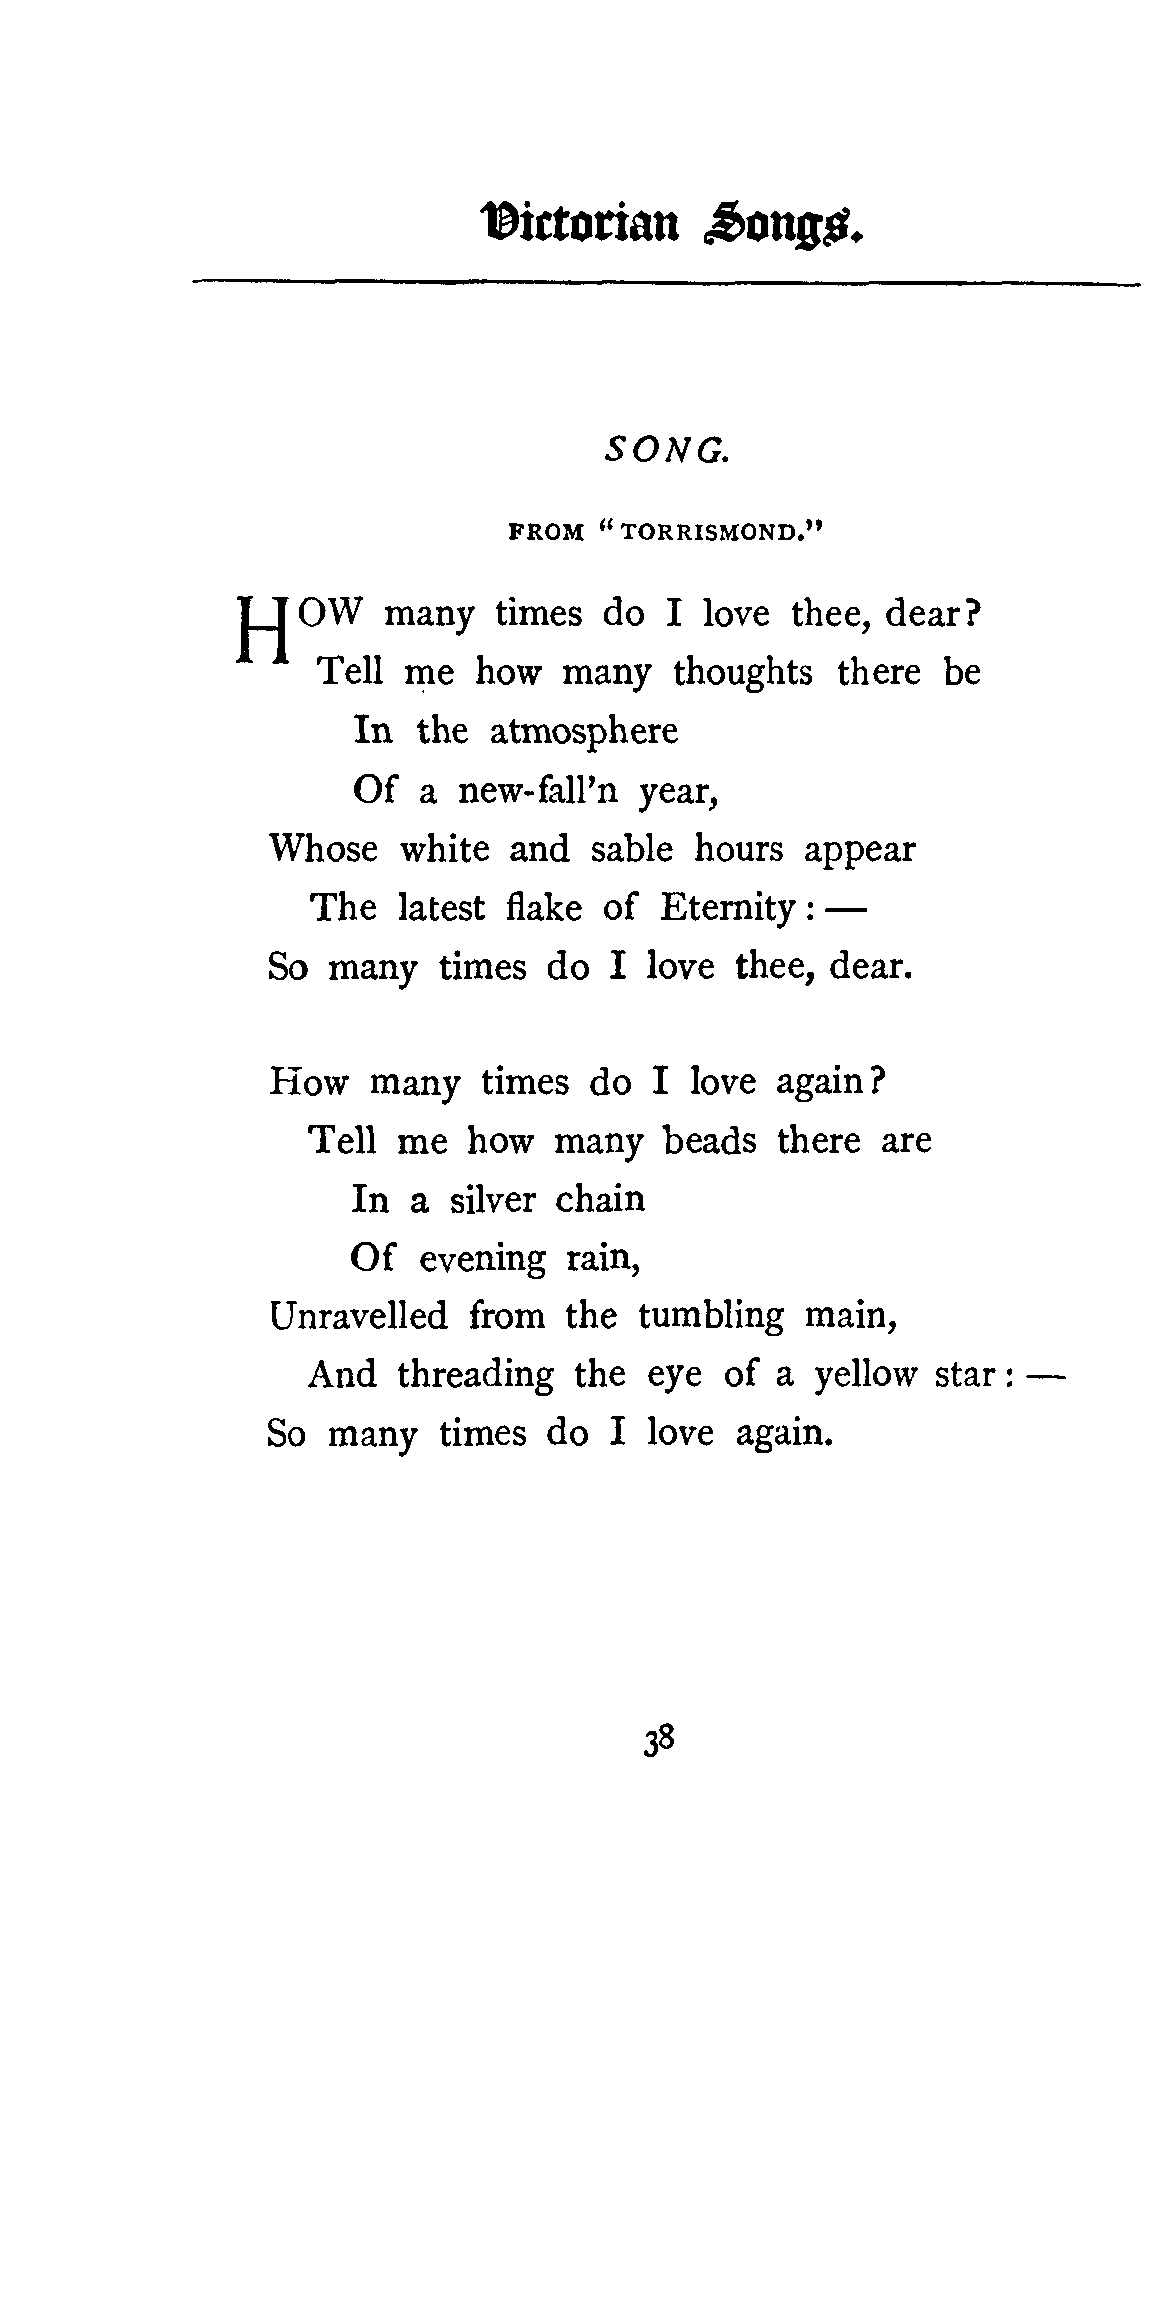 Victorian Songs.
SONG.
FROM "TORRISMOND."
HOW many times do I love thee, dear?
Tell me how many thoughts there be
In the atmosphere
Of a new-fall'n year,
Whose white and sable hours appear
The latest flake of Eternity: —
So many times do I love thee, dear.
How many times do I love again?
Tell me how many beads there are
In a silver chain
Of evening rain,
Unravelled from the tumbling main,
And threading the eye of a yellow star: —
So many times do I love again.
38